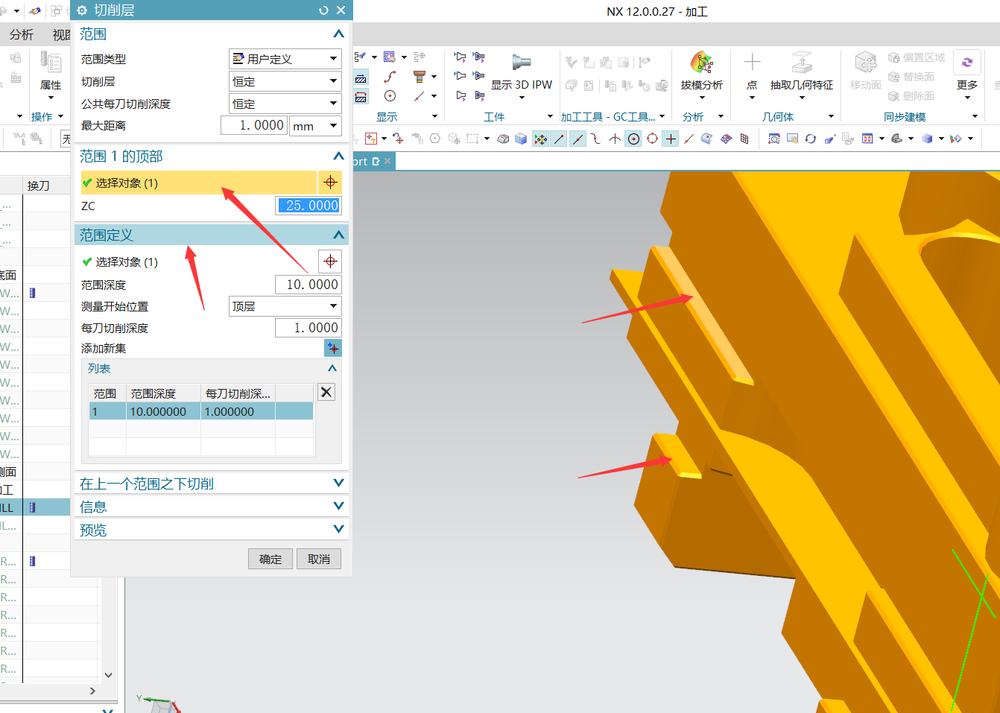 切削层
NX 12.0.0.27 - 加工
分析
视图
范围
范围类型
用户定义
切削层
恒定
公共每刀切削深度
恒定
最大距离
1.0000
mm
范围 1 的顶部
选择对象 (1)
ZC
25.0000
范围定义
选择对象 (1)
范围深度
10.0000
测量开始位置
顶层
每刀切削深度
1.0000
添加新集
列表
范围
范围深度
每刀切削深...
1
10.000000
1.000000
在上一个范围之下切削
信息
预览
确定
取消
属性
操作
无
换刀
底面
W...
W...
W...
W...
W...
W...
W...
W...
W...
W...
侧面
加工
ILL
IL...
R...
R...
R...
R...
R...
R...
R...
显示
显示 3D IPW
工件
加工工具 - GC工具...
拔模分析
分析
点
抽取几何特征
几何体
移动面
偏置区域
替换面
删除面
同步建模
更多
ort
Y